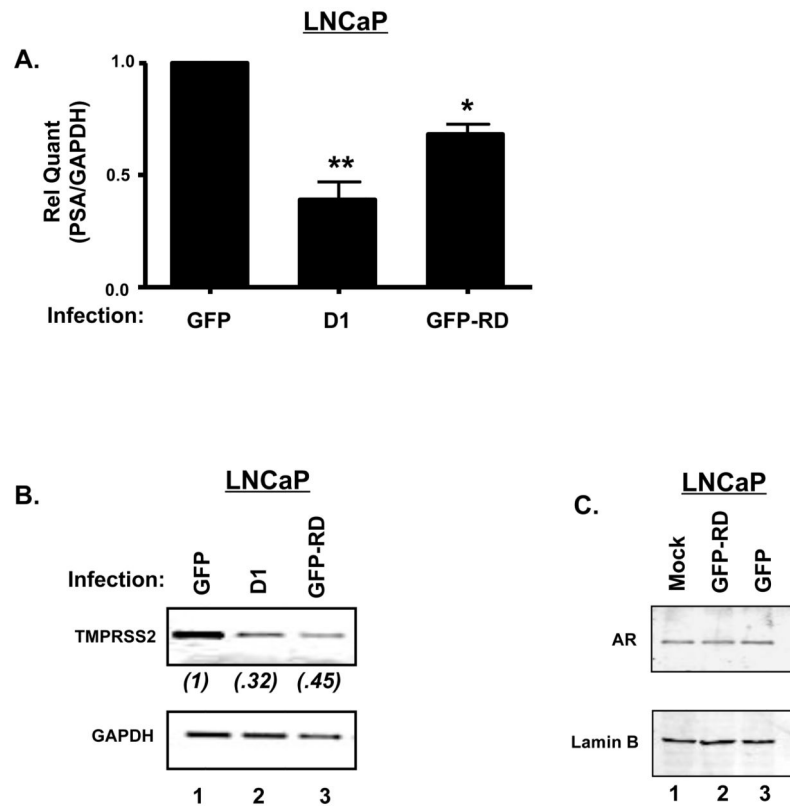 LNCaP
A.
1.0
0.5
0.0
Rel Quant
(PSA/GAPDH)
**
*
Infection:
GFP
D1
GFP-RD
B.
LNCaP
Infection:
GFP
D1
GFP-RD
TMPRSS2
(1) (.32) (.45)
GAPDH
1 2 3
C.
LNCaP
Mock
GFP-RD
GFP
AR
Lamin B
1 2 3